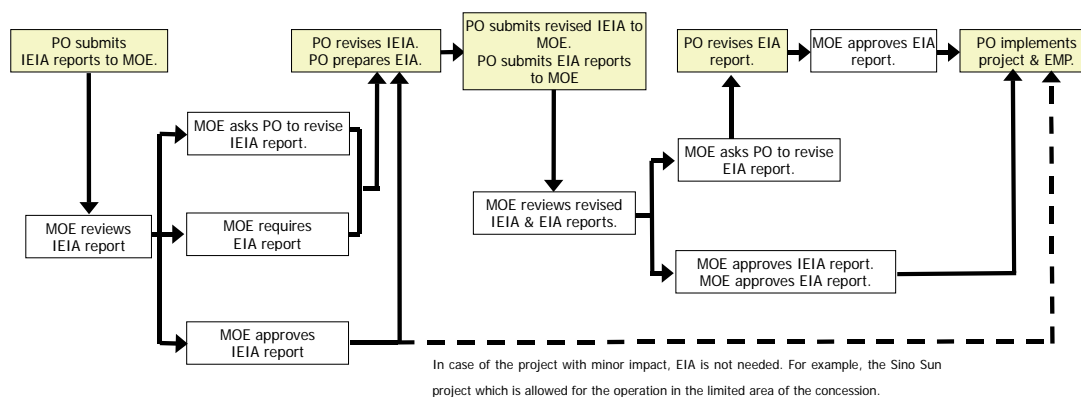 PO submits
IEIA reports to MOE.
MOE reviews
IEIA report
MOE asks PO to revise
IEIA report.
MOE requires
EIA report
MOE approves
IEIA report
PO revises IEIA.
PO prepares EIA.
PO submits revised IEIA to
MOE.
PO submits EIA reports
to MOE
MOE reviews revised
IEIA & EIA reports.
MOE asks PO to revise
EIA report.
MOE approves IEIA report.
MOE approves EIA report.
PO revises EIA
report.
MOE approves EIA
report.
PO implements
project & EMP.
In case of the project with minor impact, EIA is not needed. For example, the Sino Sun
project which is allowed for the operation in the limited area of the concession.